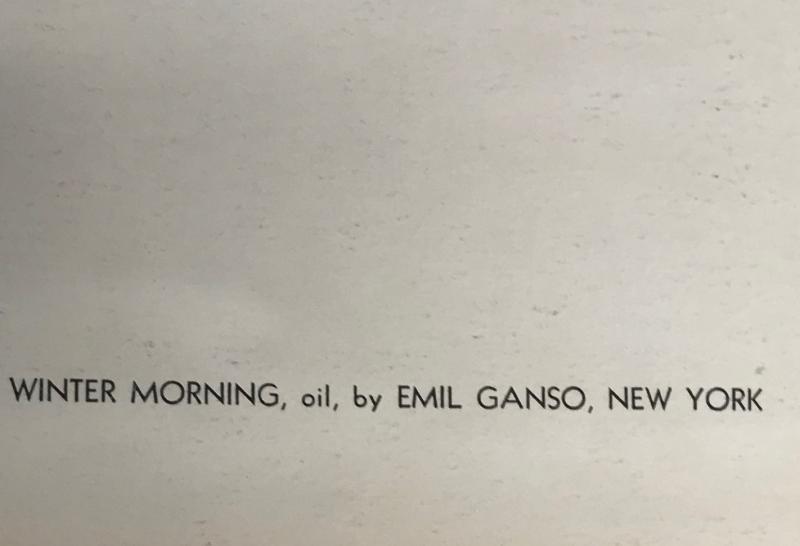 WINTER MORNING, oil, by EMIL GANSO, NEW YORK